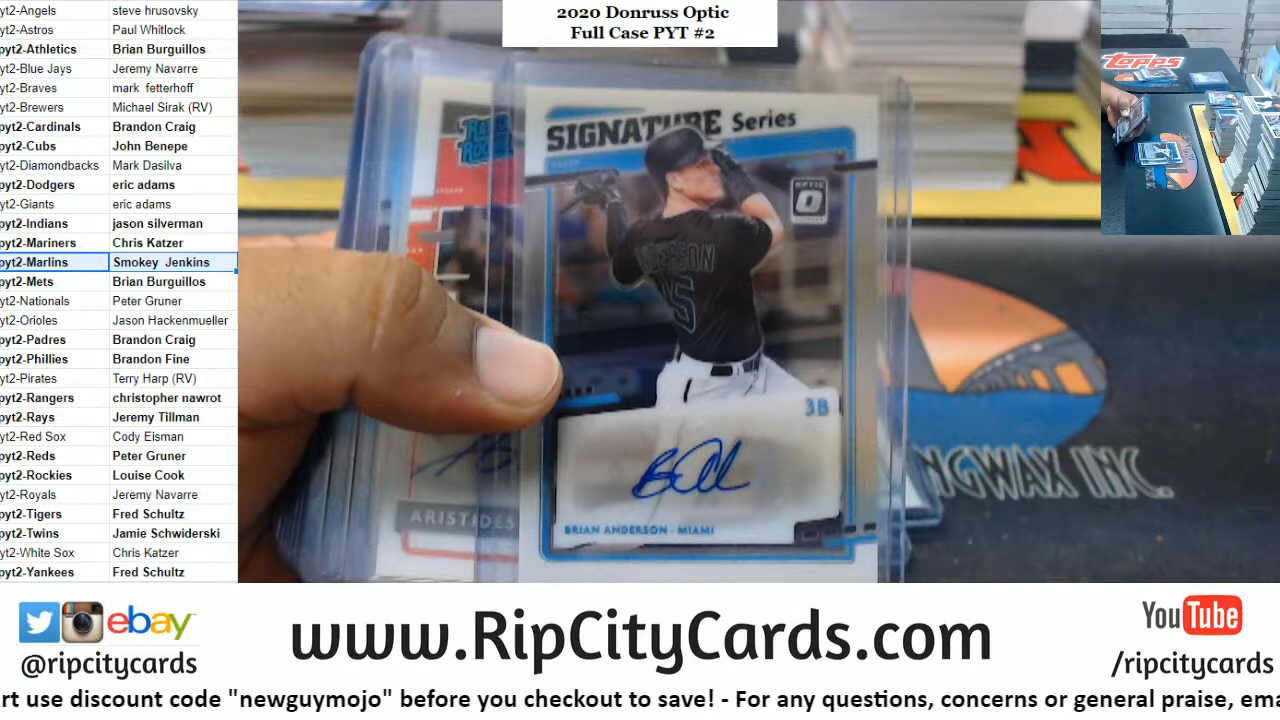 2020 Donruss Optic
Full Case PYT #2
yt2-Angels steve hrusovsky
yt2-Astros Paul Whitlock
pyt2-Athletics Brian Burguillos
yt2-Blue Jays Jeremy Navarre
yt2-Braves mark fetterhoff
yt2-Brewers Michael Sirak (RV)
pyt2-Cardinals Brandon Craig
pyt2-Cubs John Benepe
yt2-Diamondbacks Mark Dasilva
pyt2-Dodgers eric adams
yt2-Giants eric adams
pyt2-Indians jason silverman
pyt2-Mariners Chris Katzer
pyt2-Marlins Smokey Jenkins
pyt2-Mets Brian Burguillos
yt2-Nationals Peter Gruner
yt2-Orioles Jason Hackenmueller
pyt2-Padres Brandon Craig
pyt2-Phillies Brandon Fine
yt2-Pirates Terry Harp (RV)
pyt2-Rangers christopher nawrot
pyt2-Rays Jeremy Tillman
yt2-Red Sox Cody Eisman
pyt2-Reds Peter Gruner
pyt2-Rockies Louise Cook
yt2-Royals Jeremy Navarre
pyt2-Tigers Fred Schultz
pyt2-Twins Jamie Schwiderski
yt2-White Sox Chris Katzer
pyt2-Yankees Fred Schultz
SIGNATURE Series
OPTIC
3B
BRIAN ANDERSON · MIAMI
ARISTIDES
topps
NGWAX INC.
ebay
@ripcitycards
www.RipCityCards.com
YouTube
/ripcitycards
rt use discount code "newguymojo" before you checkout to save! - For any questions, concerns or general praise, ema